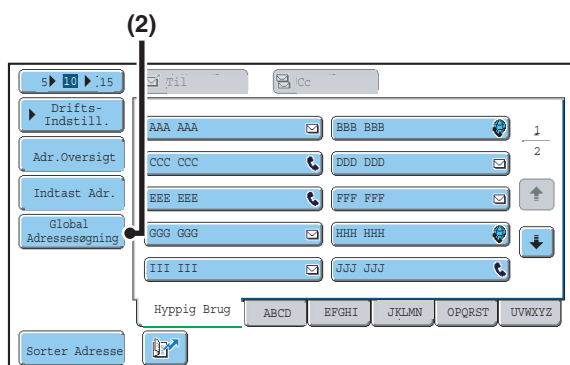 (2)
5 10 15
Til
Cc
Drifts-
Indstill.
Adr.Oversigt
Indtast Adr.
Global
Adressesøgning
AAA AAA
BBB BBB
CCC CCC
DDD DDD
EEE EEE
FFF FFF
GGG GGG
HHH HHH
III III
JJJ JJJ
1
2
Hyppig Brug
ABCD
EFGHI
JKLMN
OPQRST
UVWXYZ
Sorter Adresse